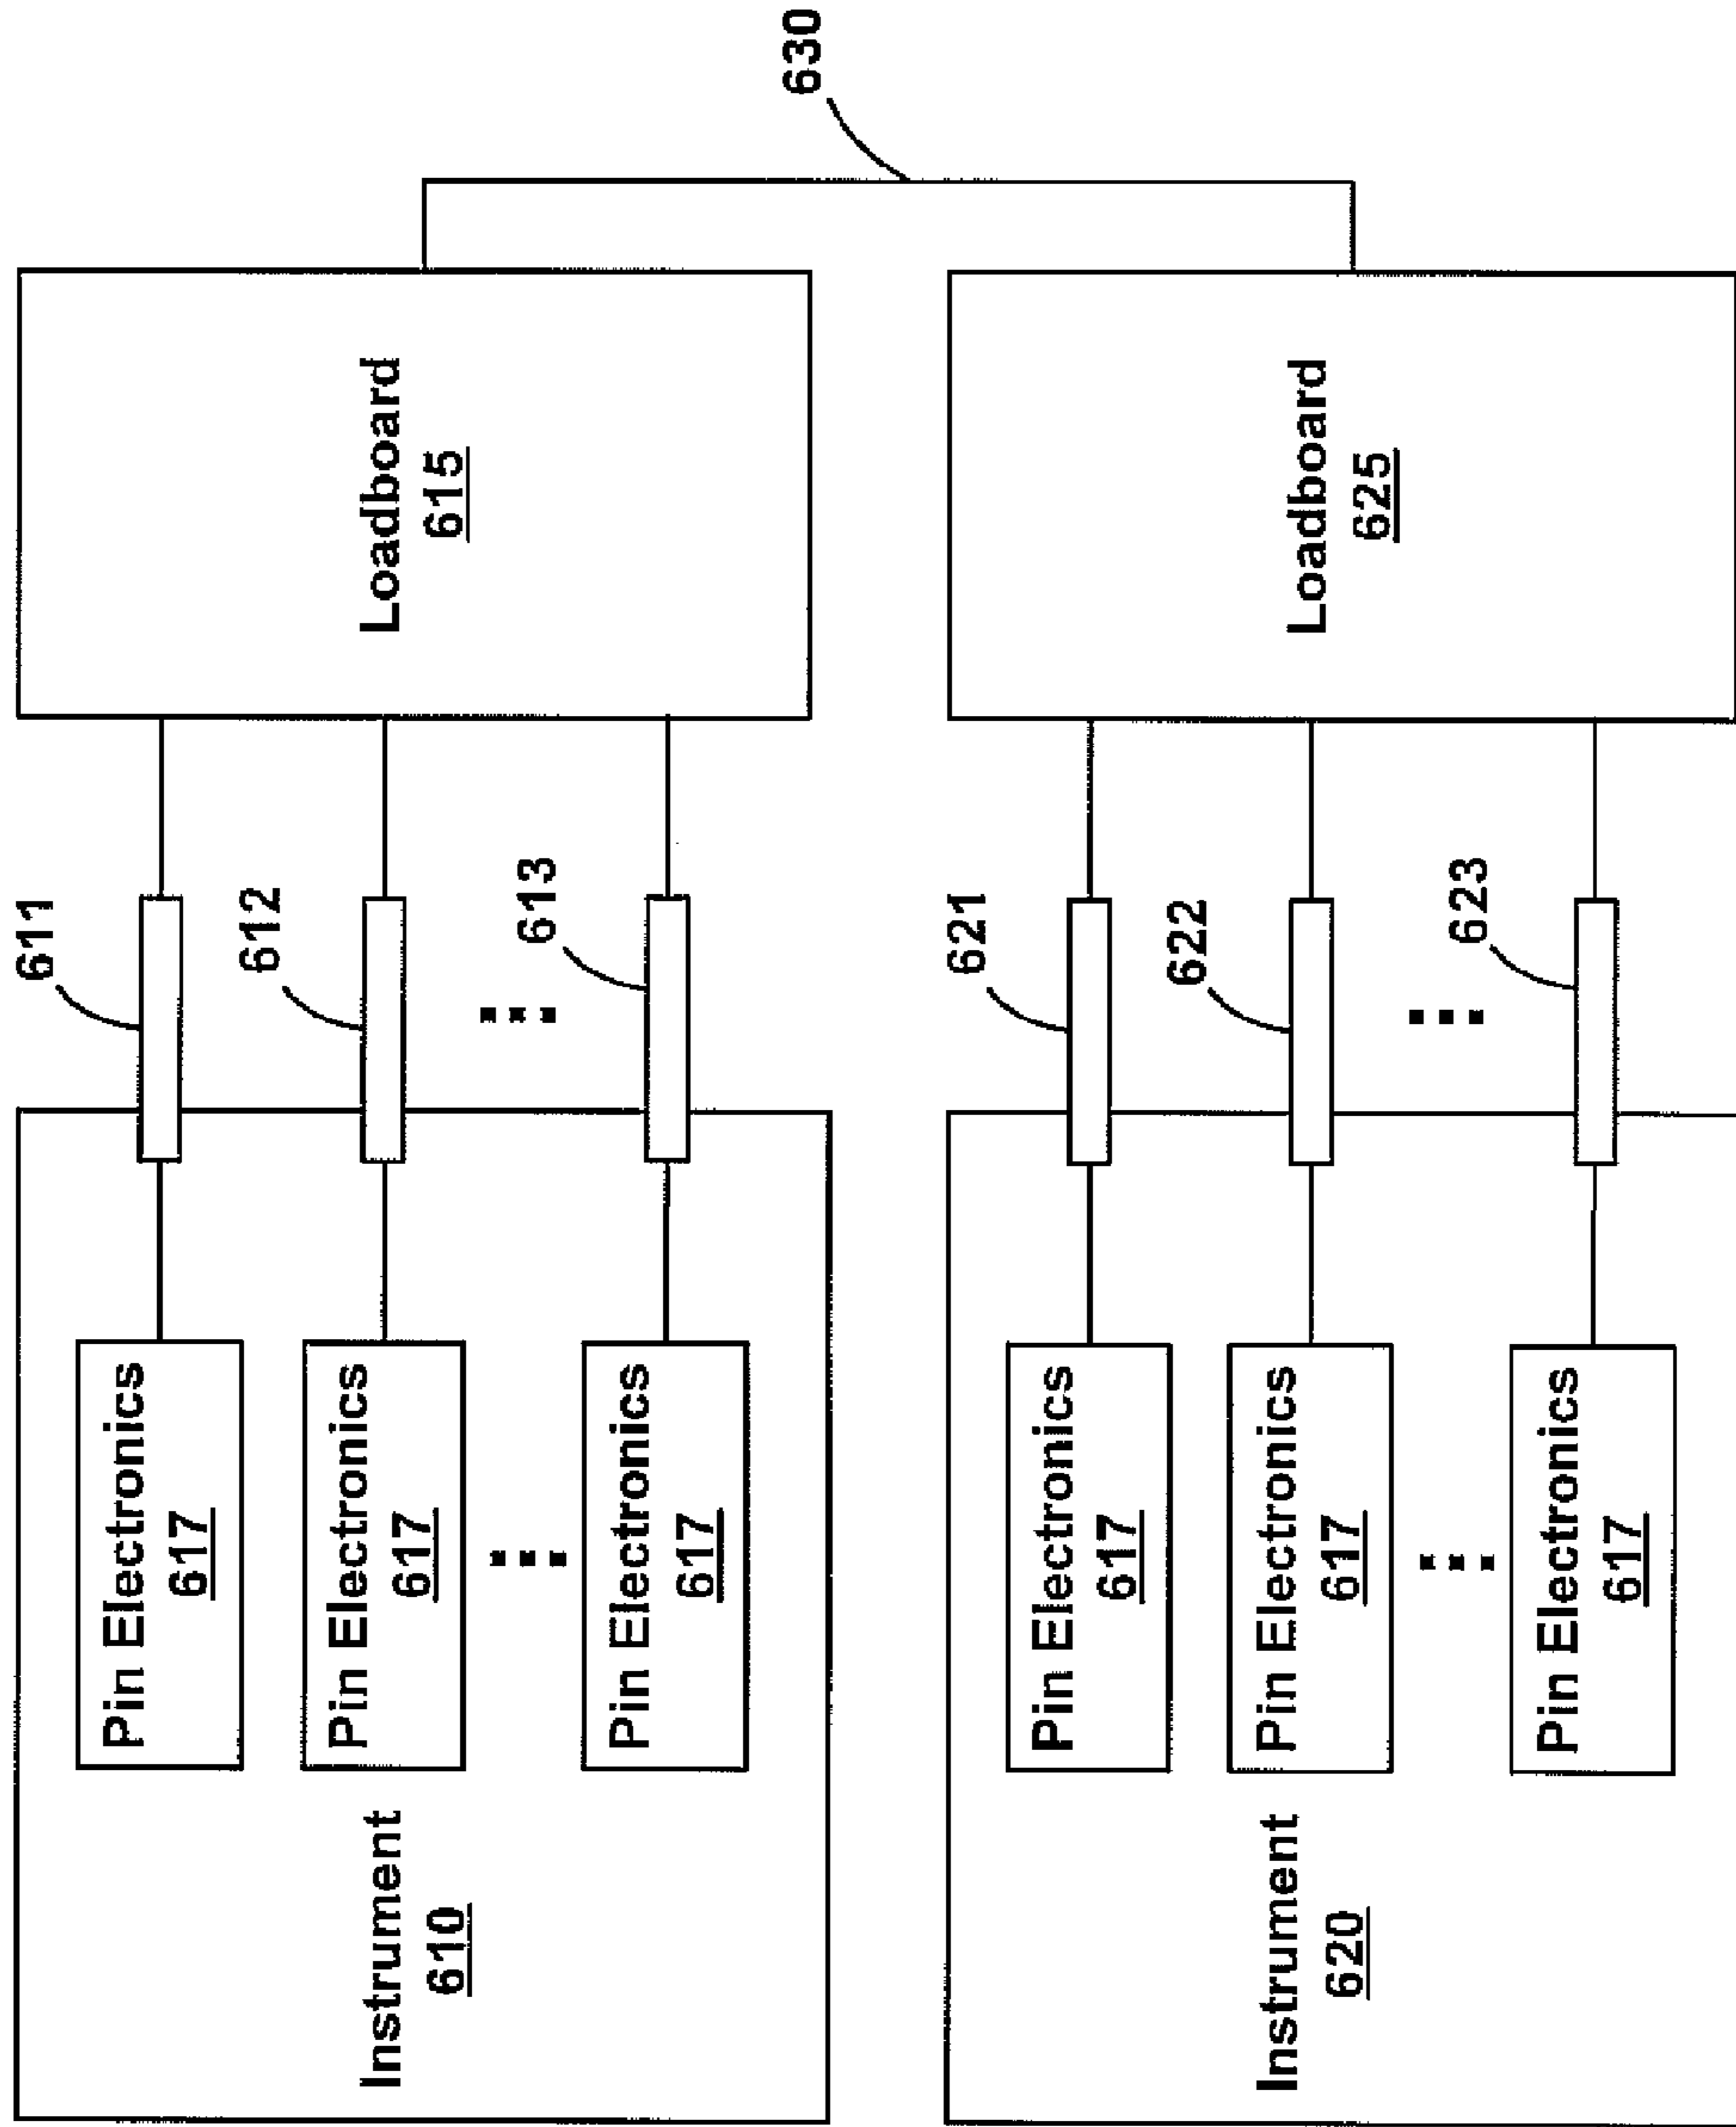 611
Pin Electronics
617
612
Pin Electronics
617
613
Pin Electronics
617
Instrument
610
Loadboard
615
630
621
Pin Electronics
617
622
Pin Electronics
617
623
Pin Electronics
617
Instrument
620
Loadboard
625